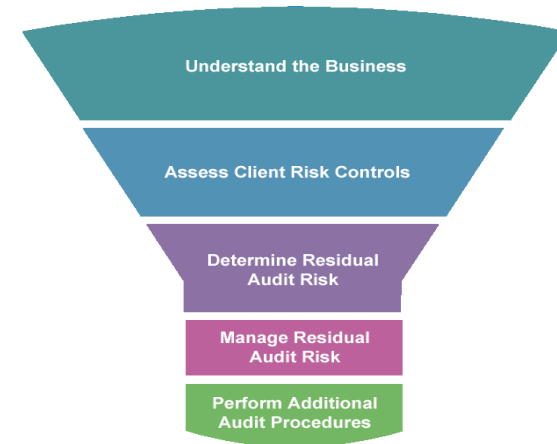 Understand the Business
Assess Client Risk Controls
Determine Residual
Audit Risk
Manage Residual
Audit Risk
Perform Additional
Audit Procedures